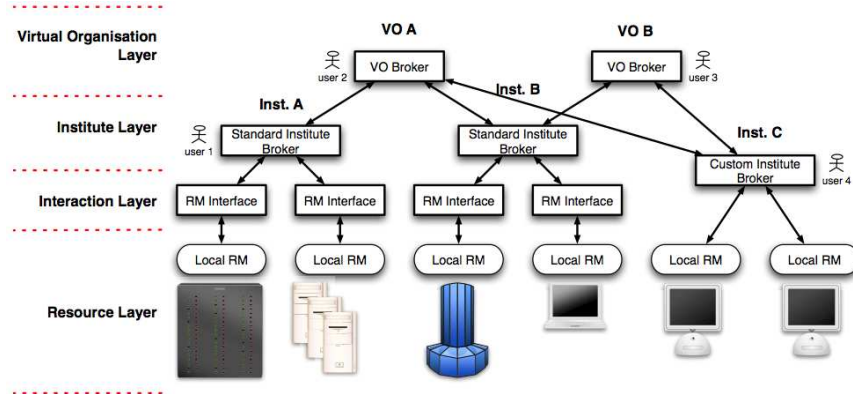 VO A
VO B
Virtual Organisation
Layer
VO Broker
VO Broker
user 2
user 3
Inst. B
Inst. A
Inst. C
Institute Layer
Standard Institute
Broker
Standard Institute
Broker
user 1
Custom Institute
Broker
user 4
Interaction Layer
RM Interface
RM Interface
RM Interface
RM Interface
Local RM
Local RM
Local RM
Local RM
Local RM
Local RM
Resource Layer